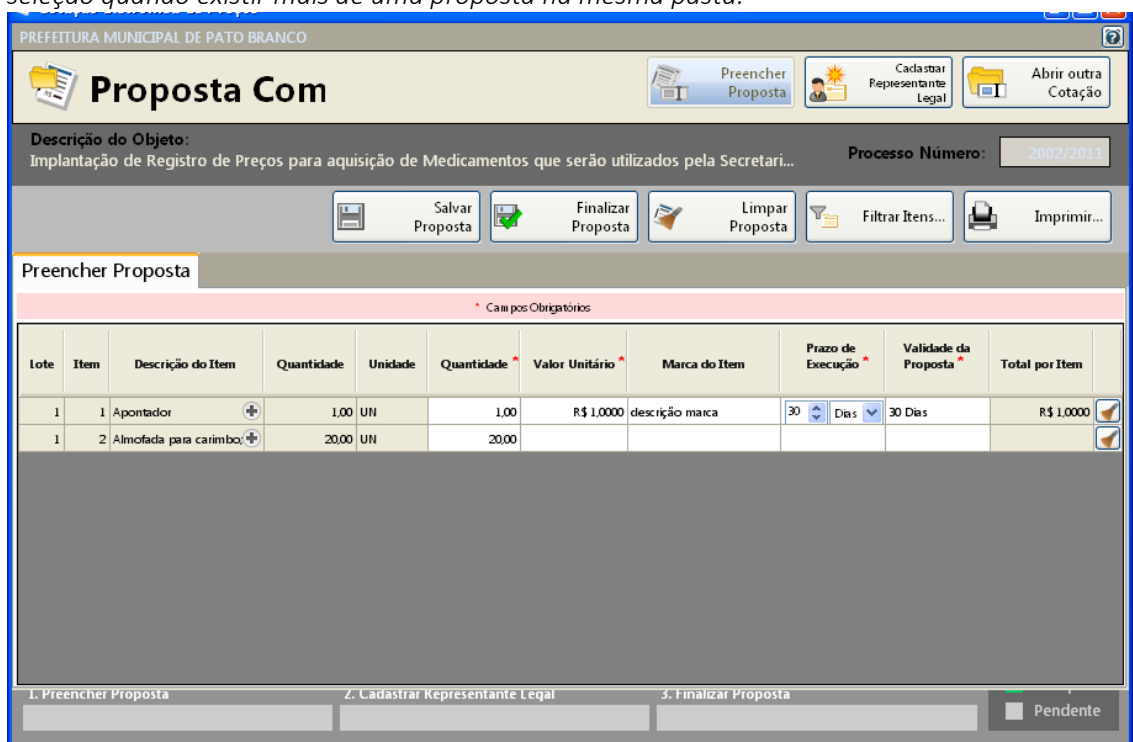 seleção quando existir mais de uma proposta na mesma pasta.
PREFEITURA MUNICIPAL DE PATO BRANCO
Proposta Com
Preencher
Proposta
Cadastrar
Representante
Legal
Abrir outra
Cotação
Descrição do Objeto:
Implantação de Registro de Preços para aquisição de Medicamentos que serão utilizados pela Secretari...
Processo Número:
2002/2011
Salvar
Proposta
Finalizar
Proposta
Limpar
Proposta
Filtrar Itens...
Imprimir...
Preencher Proposta
* Campos Obrigatórios
Lote Item Descrição do Item Quantidade Unidade Quantidade * Valor Unitário * Marca do Item Prazo de Execução * Validade da Proposta * Total por Item
1 1 Apontador 1,00 UN 1,00 R$ 1,0000 descrição marca 30 Dias 30 Dias R$ 1,0000
1 2 Almofada para carimbo; 20,00 UN 20,00
1. Preencher Proposta 2. Cadastrar Representante Legal 3. Finalizar Proposta
Pendente